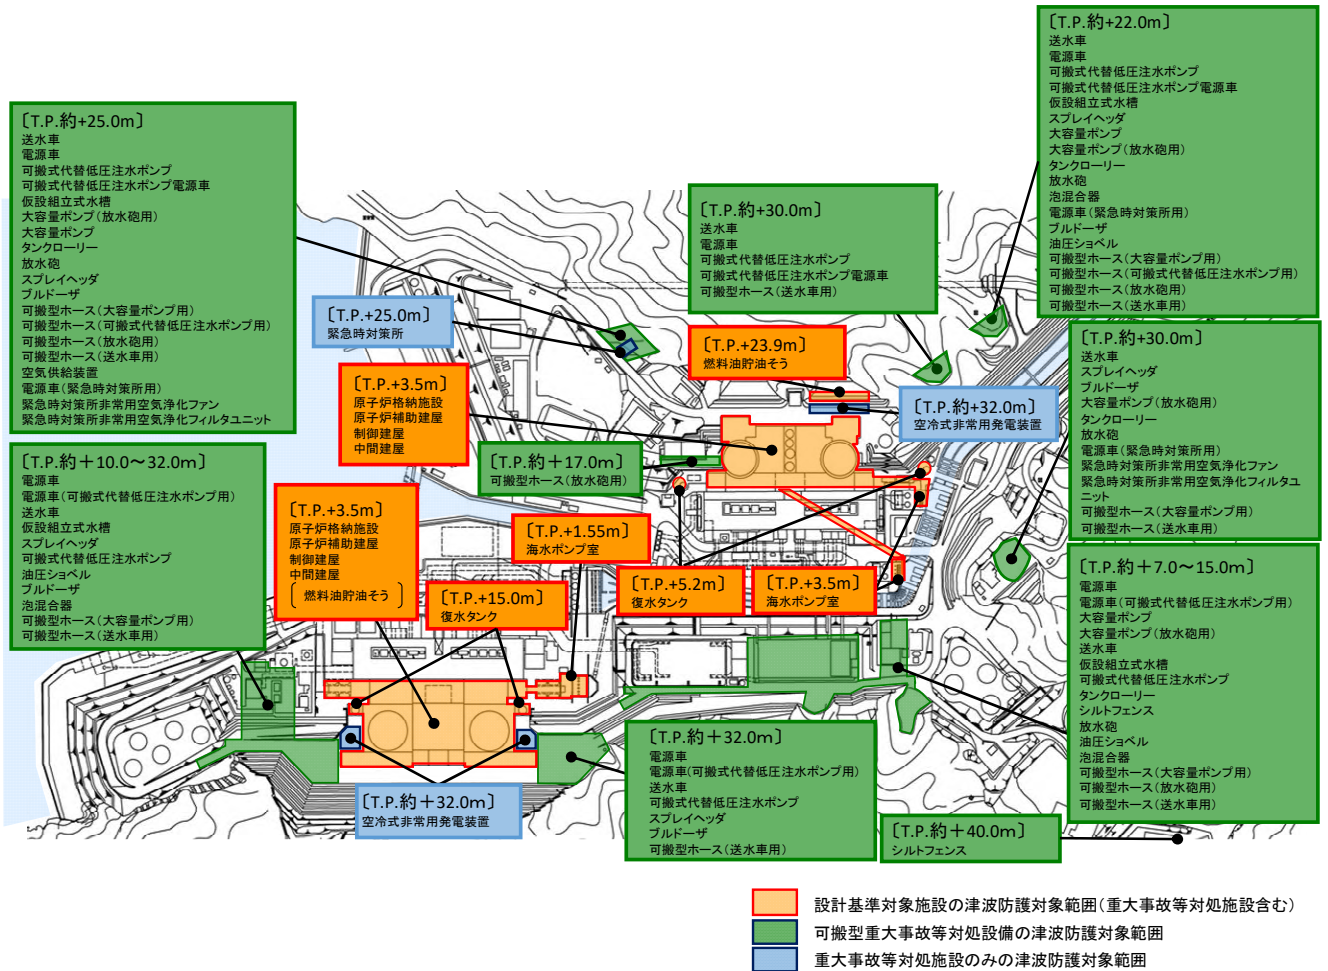 〔T.P.約+22.0m〕
送水車
電源車
可搬式代替低圧注水ポンプ
可搬式代替低圧注水ポンプ電源車
仮設組立式水槽
スプレイヘッダ
大容量ポンプ
大容量ポンプ(放水砲用)
タンクローリー
放水砲
泡混合器
電源車(緊急時対策所用)
ブルドーザ
油圧ショベル
可搬型ホース(大容量ポンプ用)
可搬型ホース(可搬式代替低圧注水ポンプ用)
可搬型ホース(放水砲用)
可搬型ホース(送水車用)
〔T.P.約+25.0m〕
送水車
電源車
可搬式代替低圧注水ポンプ
可搬式代替低圧注水ポンプ電源車
仮設組立式水槽
大容量ポンプ(放水砲用)
大容量ポンプ
タンクローリー
放水砲
スプレイヘッダ
ブルドーザ
可搬型ホース(大容量ポンプ用)
可搬型ホース(可搬式代替低圧注水ポンプ用)
可搬型ホース(放水砲用)
可搬型ホース(送水車用)
空気供給装置
電源車(緊急時対策所用)
緊急時対策所非常用空気浄化ファン
緊急時対策所非常用空気浄化フィルタユニット
〔T.P.約+30.0m〕
送水車
電源車
可搬式代替低圧注水ポンプ
可搬式代替低圧注水ポンプ電源車
可搬型ホース(送水車用)
〔T.P.+25.0m〕
緊急時対策所
〔T.P.+23.9m〕
燃料油貯油そう
〔T.P.+3.5m〕
原子炉格納施設
原子炉補助建屋
制御建屋
中間建屋
〔T.P.約+32.0m〕
空冷式非常用発電装置
〔T.P.約+30.0m〕
送水車
スプレイヘッダ
ブルドーザ
大容量ポンプ(放水砲用)
タンクローリー
放水砲
電源車(緊急時対策所用)
緊急時対策所非常用空気浄化ファン
緊急時対策所非常用空気浄化フィルタユ
ニット
可搬型ホース(大容量ポンプ用)
可搬型ホース(送水車用)
〔T.P.約+10.0~32.0m〕
電源車
電源車(可搬式代替低圧注水ポンプ用)
送水車
仮設組立式水槽
スプレイヘッダ
可搬式代替低圧注水ポンプ
油圧ショベル
ブルドーザ
泡混合器
可搬型ホース(大容量ポンプ用)
可搬型ホース(送水車用)
〔T.P.約+17.0m〕
可搬型ホース(放水砲用)
〔T.P.+3.5m〕
原子炉格納施設
原子炉補助建屋
制御建屋
中間建屋
〔燃料油貯油そう〕
〔T.P.+1.55m〕
海水ポンプ室
〔T.P.+15.0m〕
復水タンク
〔T.P.+5.2m〕
復水タンク
〔T.P.+3.5m〕
海水ポンプ室
〔T.P.約+7.0~15.0m〕
電源車
電源車(可搬式代替低圧注水ポンプ用)
大容量ポンプ
大容量ポンプ(放水砲用)
送水車
仮設組立式水槽
可搬式代替低圧注水ポンプ
タンクローリー
シルトフェンス
放水砲
油圧ショベル
泡混合器
可搬型ホース(大容量ポンプ用)
可搬型ホース(放水砲用)
可搬型ホース(送水車用)
〔T.P.約+32.0m〕
電源車
電源車(可搬式代替低圧注水ポンプ用)
送水車
可搬式代替低圧注水ポンプ
スプレイヘッダ
ブルドーザ
可搬型ホース(送水車用)
〔T.P.約+32.0m〕
空冷式非常用発電装置
〔T.P.約+40.0m〕
シルトフェンス
設計基準対象施設の津波防護対象範囲(重大事故等対処施設含む)
可搬型重大事故等対処設備の津波防護対象範囲
重大事故等対処施設のみの津波防護対象範囲